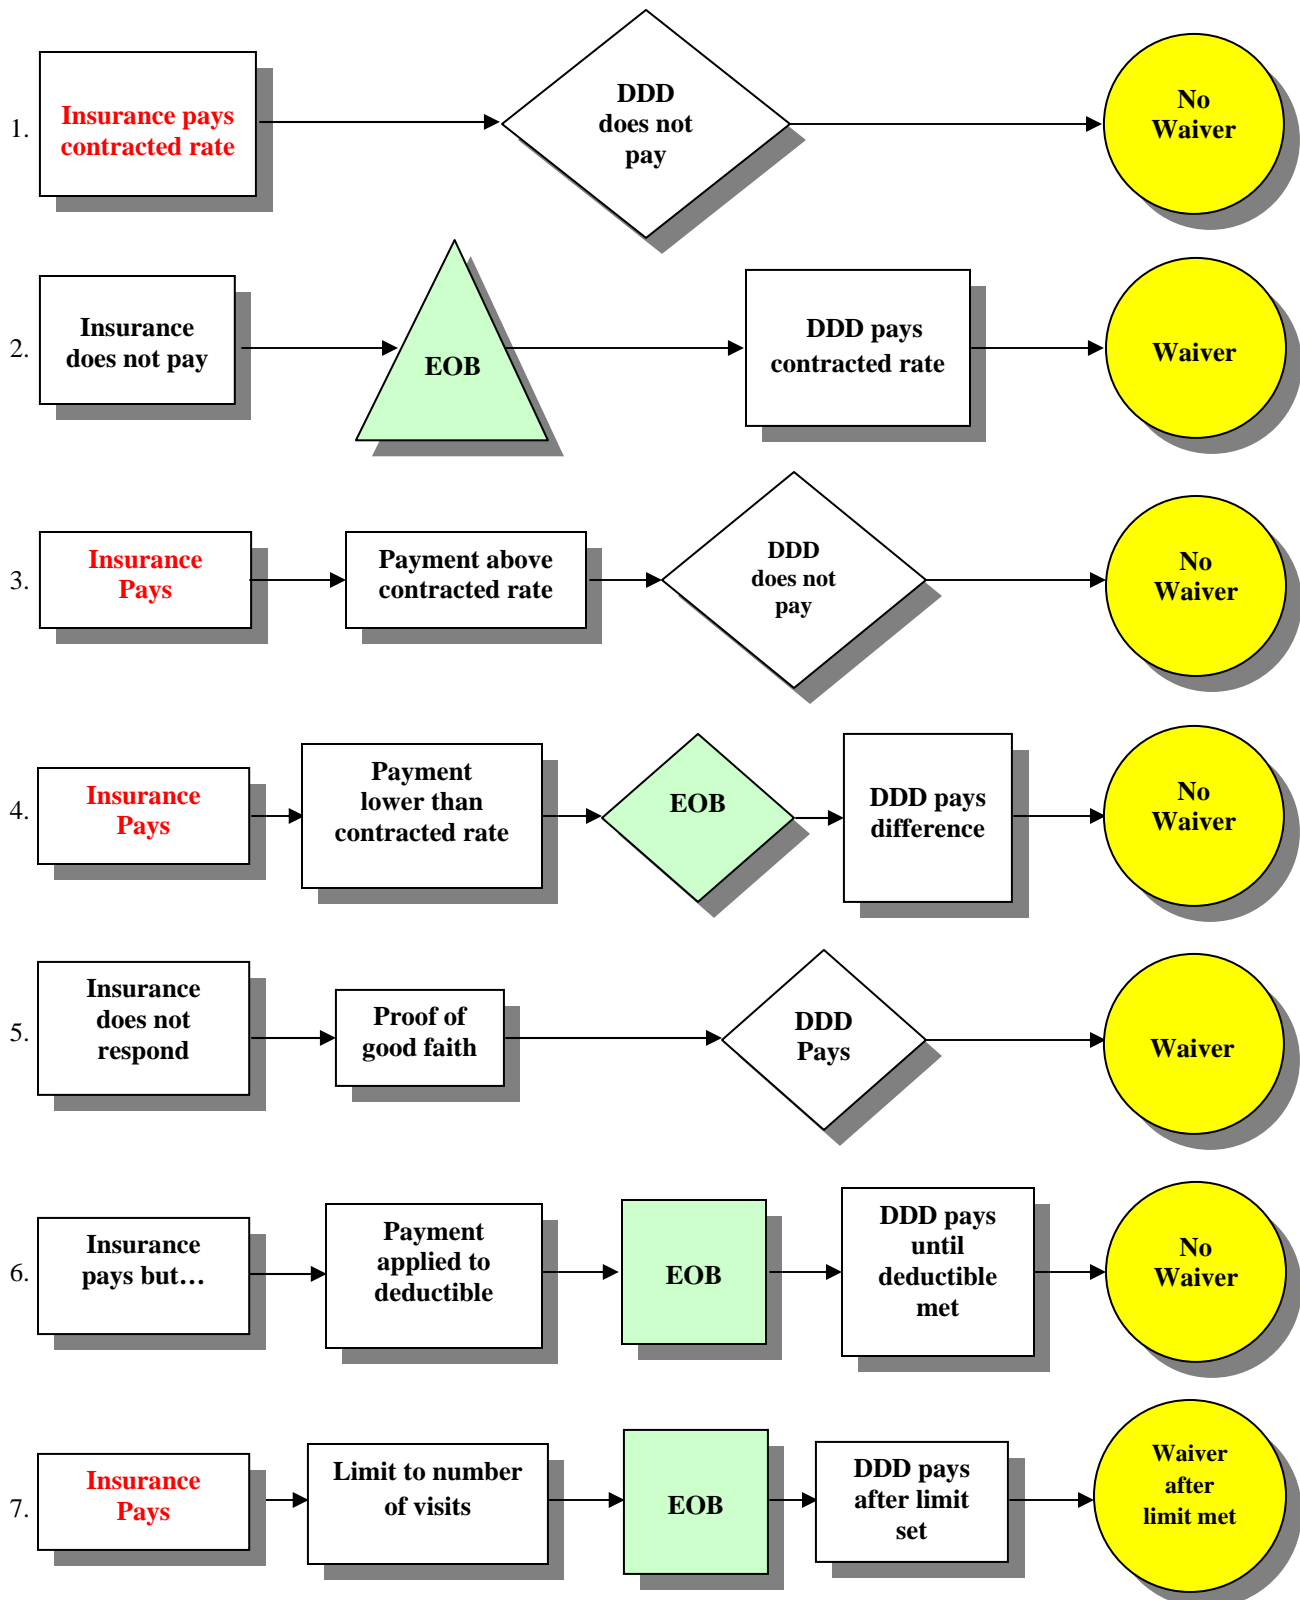 1.
Insurance pays
contracted rate
DDD
does not
pay
No
Waiver
2.
Insurance
does not pay
EOB
DDD pays
contracted rate
Waiver
3.
Insurance
Pays
Payment above
contracted rate
DDD
does not
pay
No
Waiver
4.
Insurance
Pays
Payment
lower than
contracted rate
EOB
DDD pays
difference
No
Waiver
5.
Insurance
does not
respond
Proof of
good faith
DDD
Pays
Waiver
6.
Insurance
pays but…
Payment
applied to
deductible
EOB
DDD pays
until
deductible
met
No
Waiver
7.
Insurance
Pays
Limit to number
of visits
EOB
DDD pays
after limit
set
Waiver
after
limit met